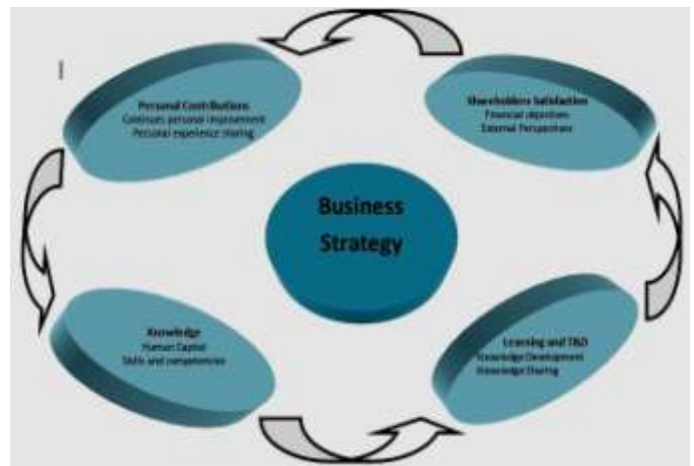 Personal Contributions
Continues personal improvement
Personal experience sharing
Shareholders Satisfaction
Financial objectives
External Perspectives
Business
Strategy
Knowledge
Human Capital
Skills and competencies
Learning and T&D
Knowledge Development
Knowledge Sharing